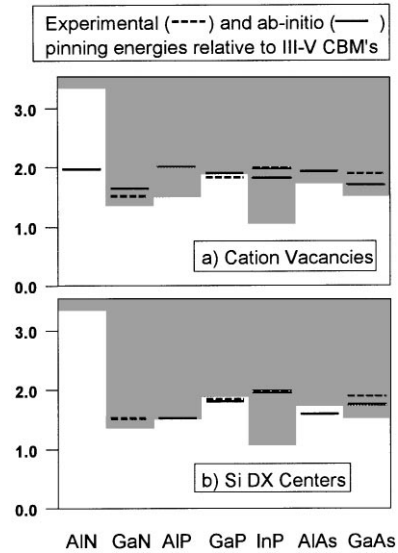 Experimental ( ) and ab-initio ( )
pinning energies relative to III-V CBM's
3.0
2.0
1.0
0.0
a) Cation Vacancies
3.0
2.0
1.0
0.0
b) Si DX Centers
AlN GaN AlP GaP InP AlAs GaAs